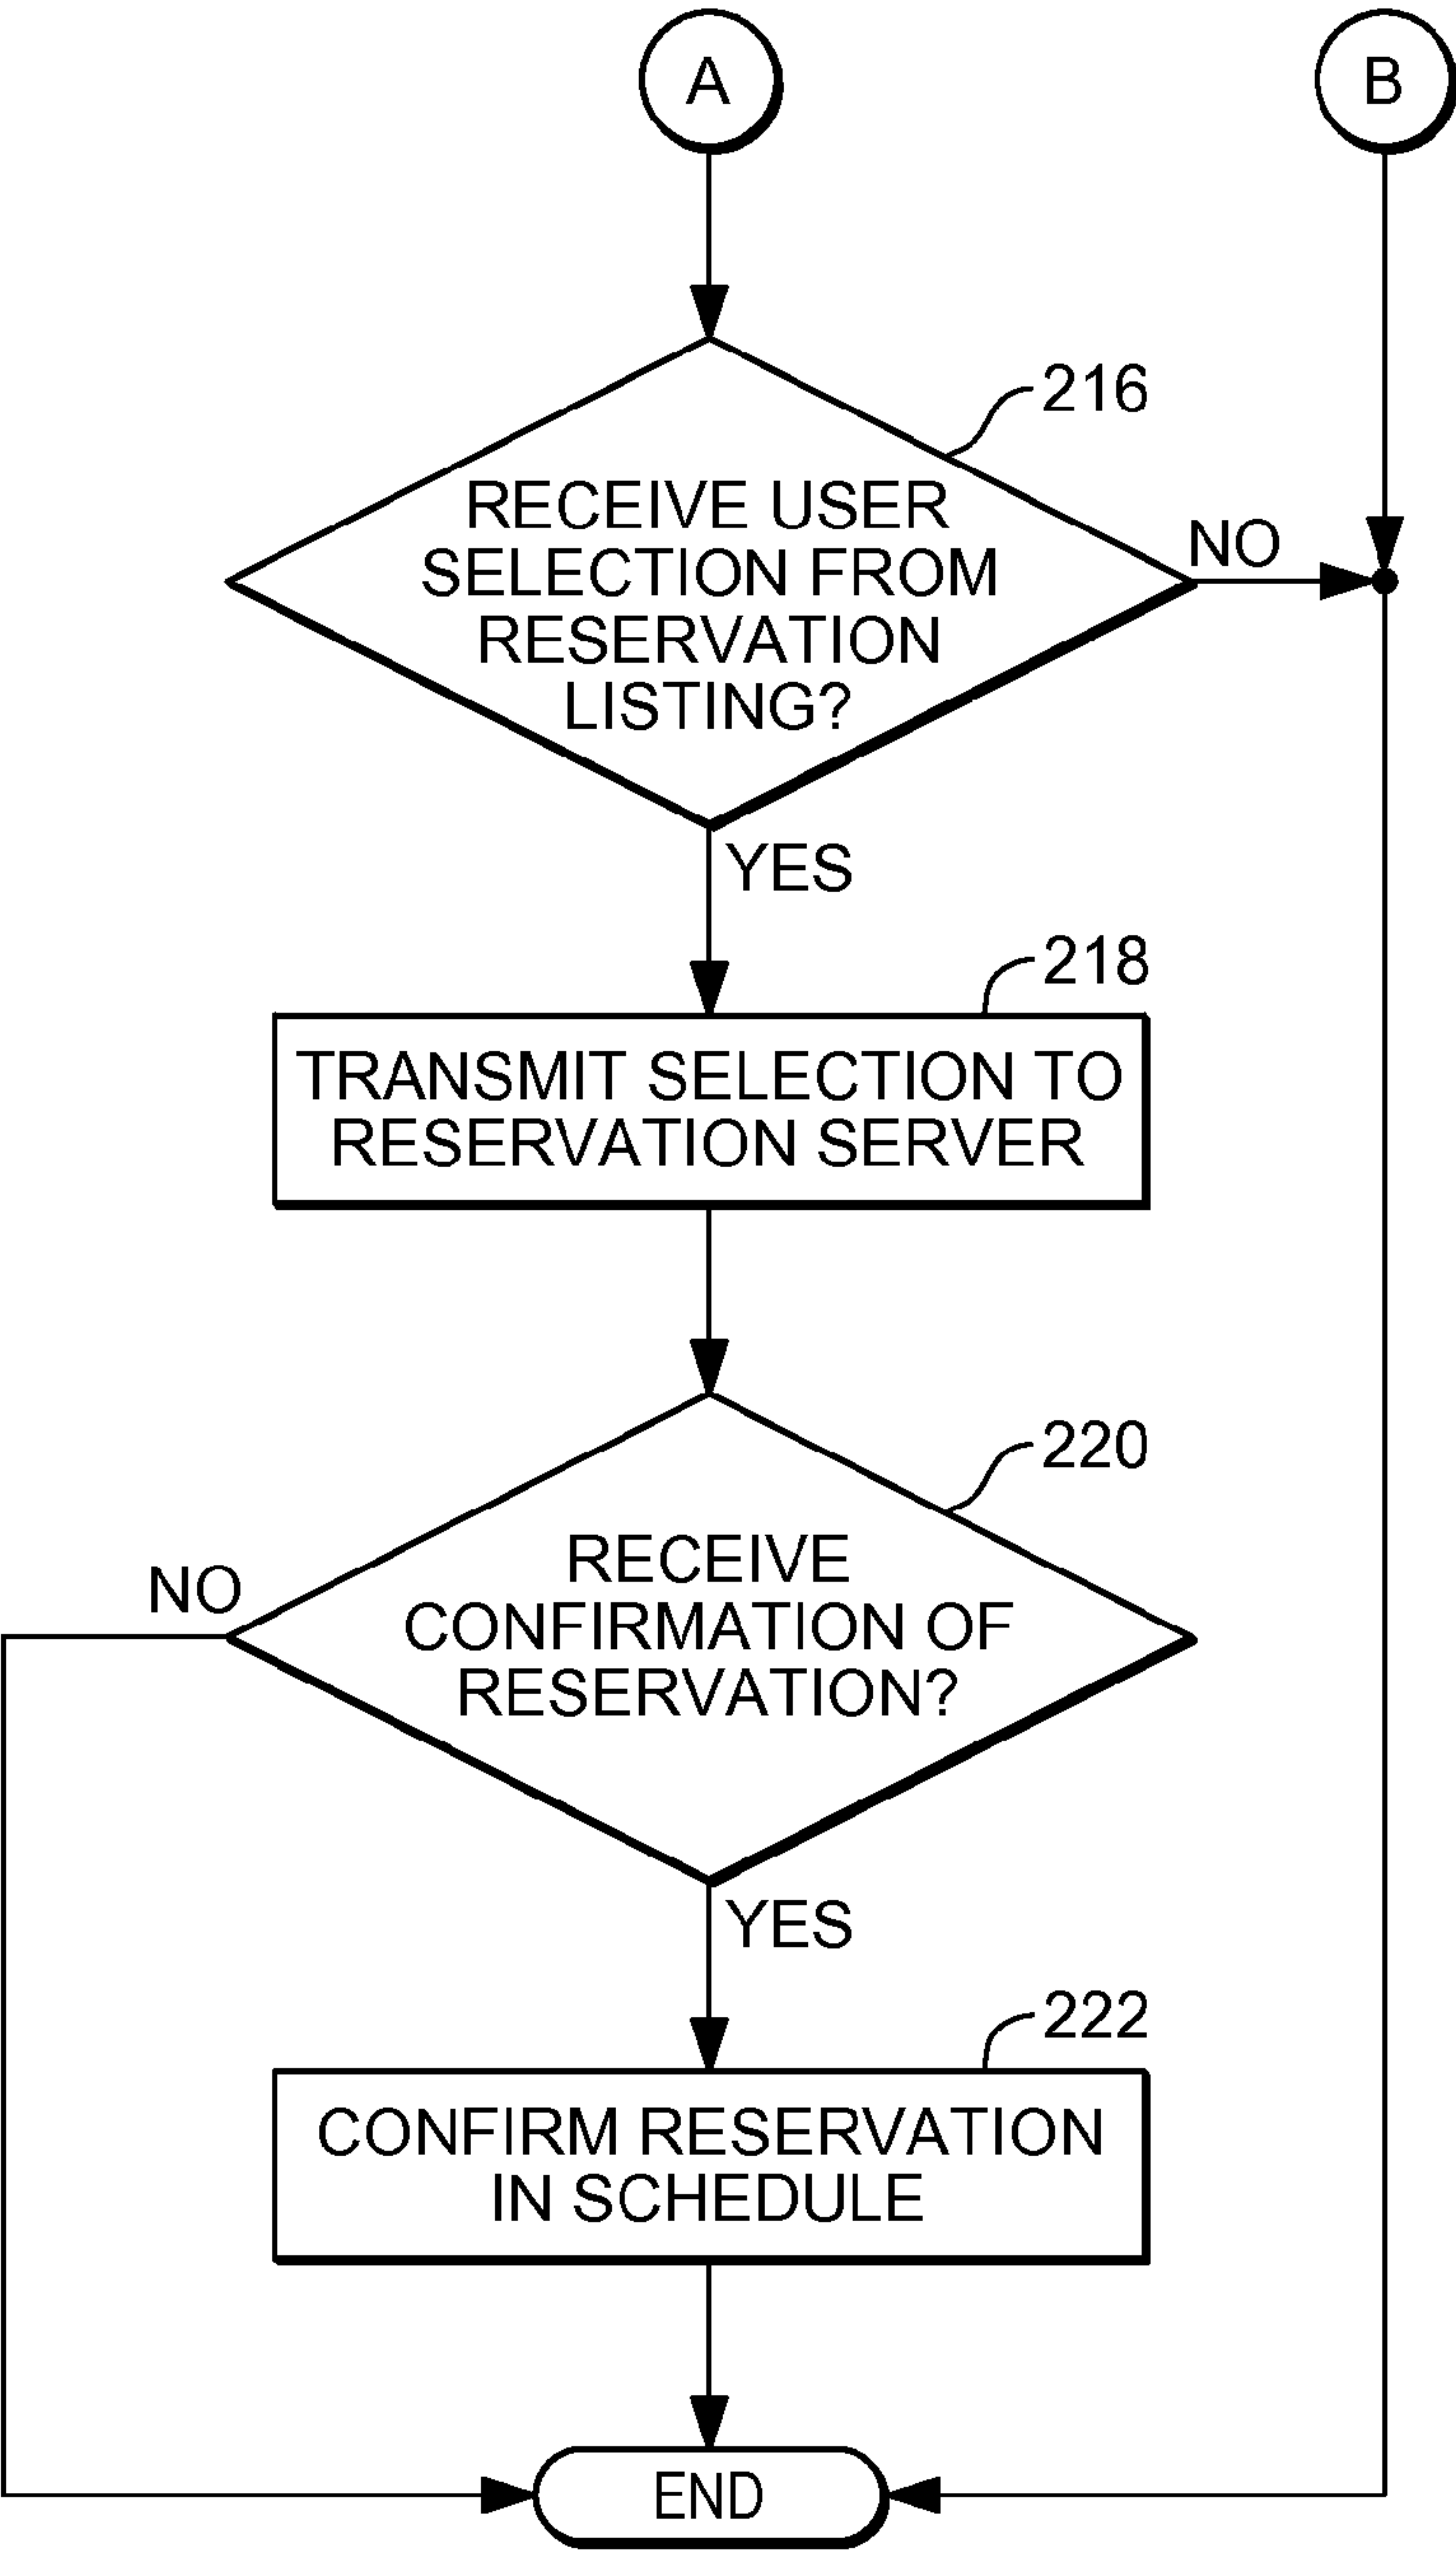 A
B
216
RECEIVE USER
SELECTION FROM
RESERVATION
LISTING?
NO
YES
218
TRANSMIT SELECTION TO
RESERVATION SERVER
220
RECEIVE
CONFIRMATION OF
RESERVATION?
NO
YES
222
CONFIRM RESERVATION
IN SCHEDULE
END